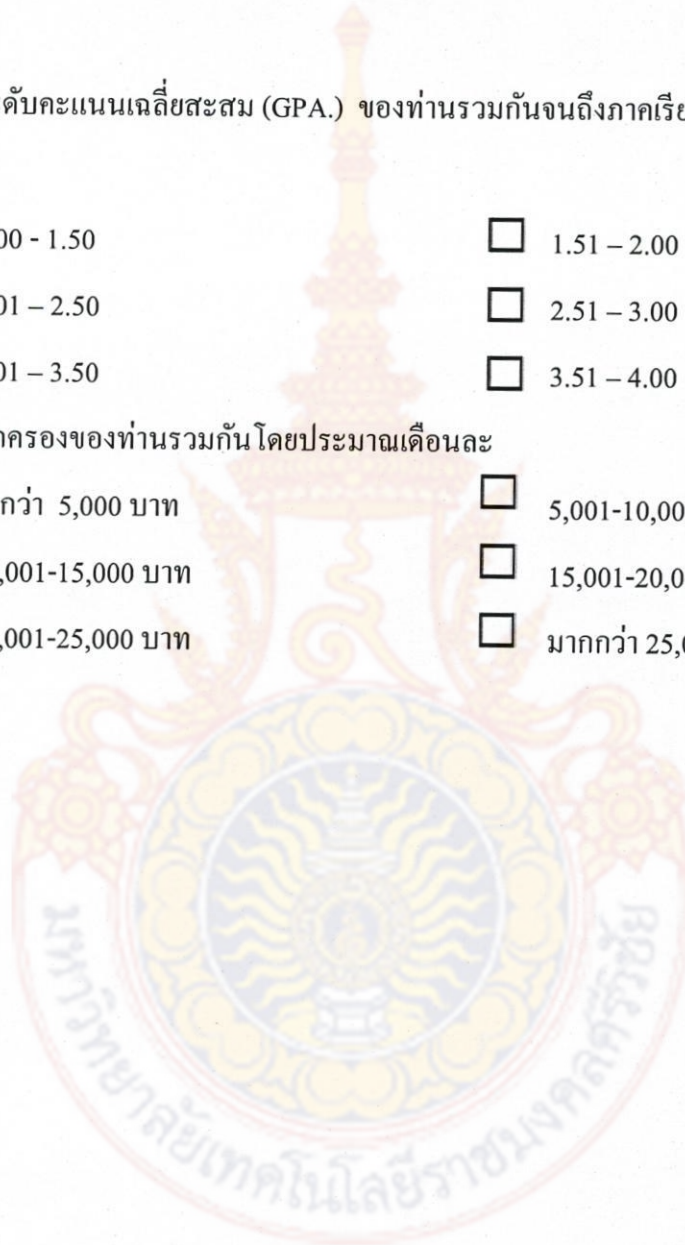 ดับคะแนนเฉลี่ยสะสม (GPA.) ของท่านรวมกันจนถึงภาคเรีย
00 - 1.50 1.51 – 2.00
01 – 2.50 2.51 – 3.00
01 – 3.50 3.51 – 4.00
กครองของท่านรวมกันโดยประมาณเดือนละ
กว่า 5,000 บาท 5,001-10,00
,001-15,000 บาท 15,001-20,0
,001-25,000 บาท มากกว่า 25,0
มหาวิทยาลัยเทคโนโลยีราชมงคลศรีวิชัย